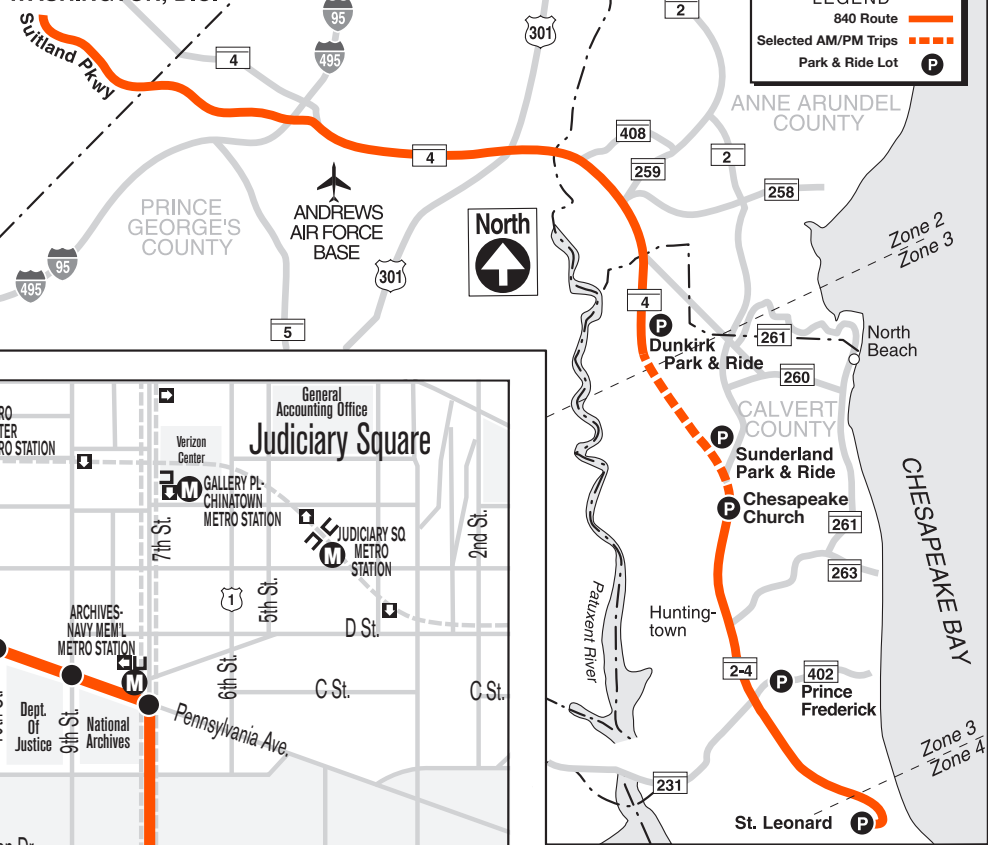 Suitland Pkwy
4
95
495
301
2
LEGEND
840 Route
Selected AM/PM Trips
Park & Ride Lot P
ANNE ARUNDEL
COUNTY
408
4
259
2
258
PRINCE
GEORGE'S
COUNTY
ANDREWS
AIR FORCE
BASE
North
95
495
301
5
Zone 2
Zone 3
4
P
Dunkirk
Park & Ride
261
North
Beach
260
CALVERT
COUNTY
P
Sunderland
Park & Ride
P
Chesapeake
Church
261
263
CHESAPEAKE BAY
Patuxent River
Hunting-
town
2-4
402
P
Prince
Frederick
231
Zone 3
Zone 4
St. Leonard P
General
Accounting Office
Judiciary Square
RO
TER
RO STATION
Verizon
Center
M
GALLERY PL-
CHINATOWN
METRO STATION
7th St.
JUDICIARY SQ.
METRO
STATION
M
2nd St.
1
5th St.
ARCHIVES-
NAVY MEM'L
METRO STATION
M
D St.
6th St.
C St.
C St.
Dept.
Of
Justice
9th St.
National
Archives
Pennsylvania Ave.